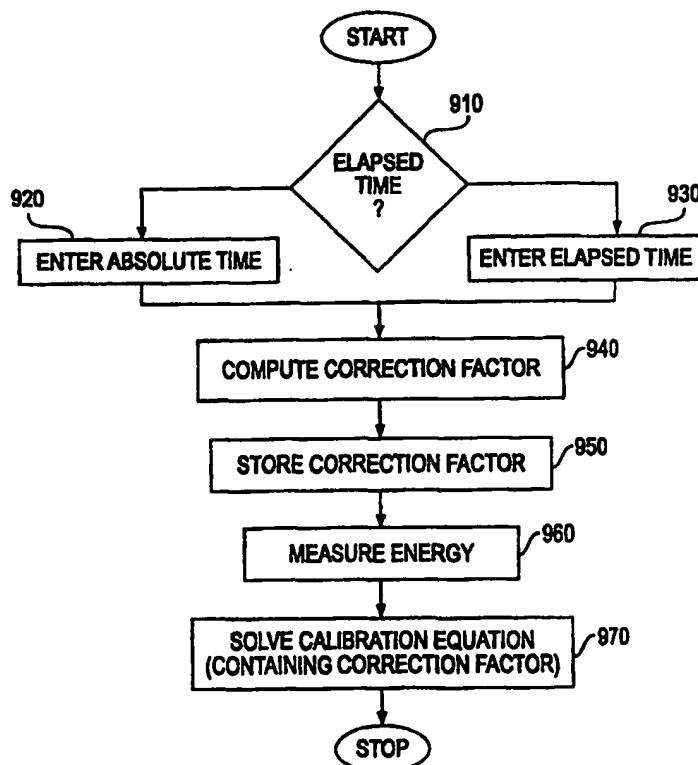 START
910
ELAPSED
TIME
?
920
930
ENTER ABSOLUTE TIME
ENTER ELAPSED TIME
940
COMPUTE CORRECTION FACTOR
950
STORE CORRECTION FACTOR
960
MEASURE ENERGY
970
SOLVE CALIBRATION EQUATION
(CONTAINING CORRECTION FACTOR)
STOP